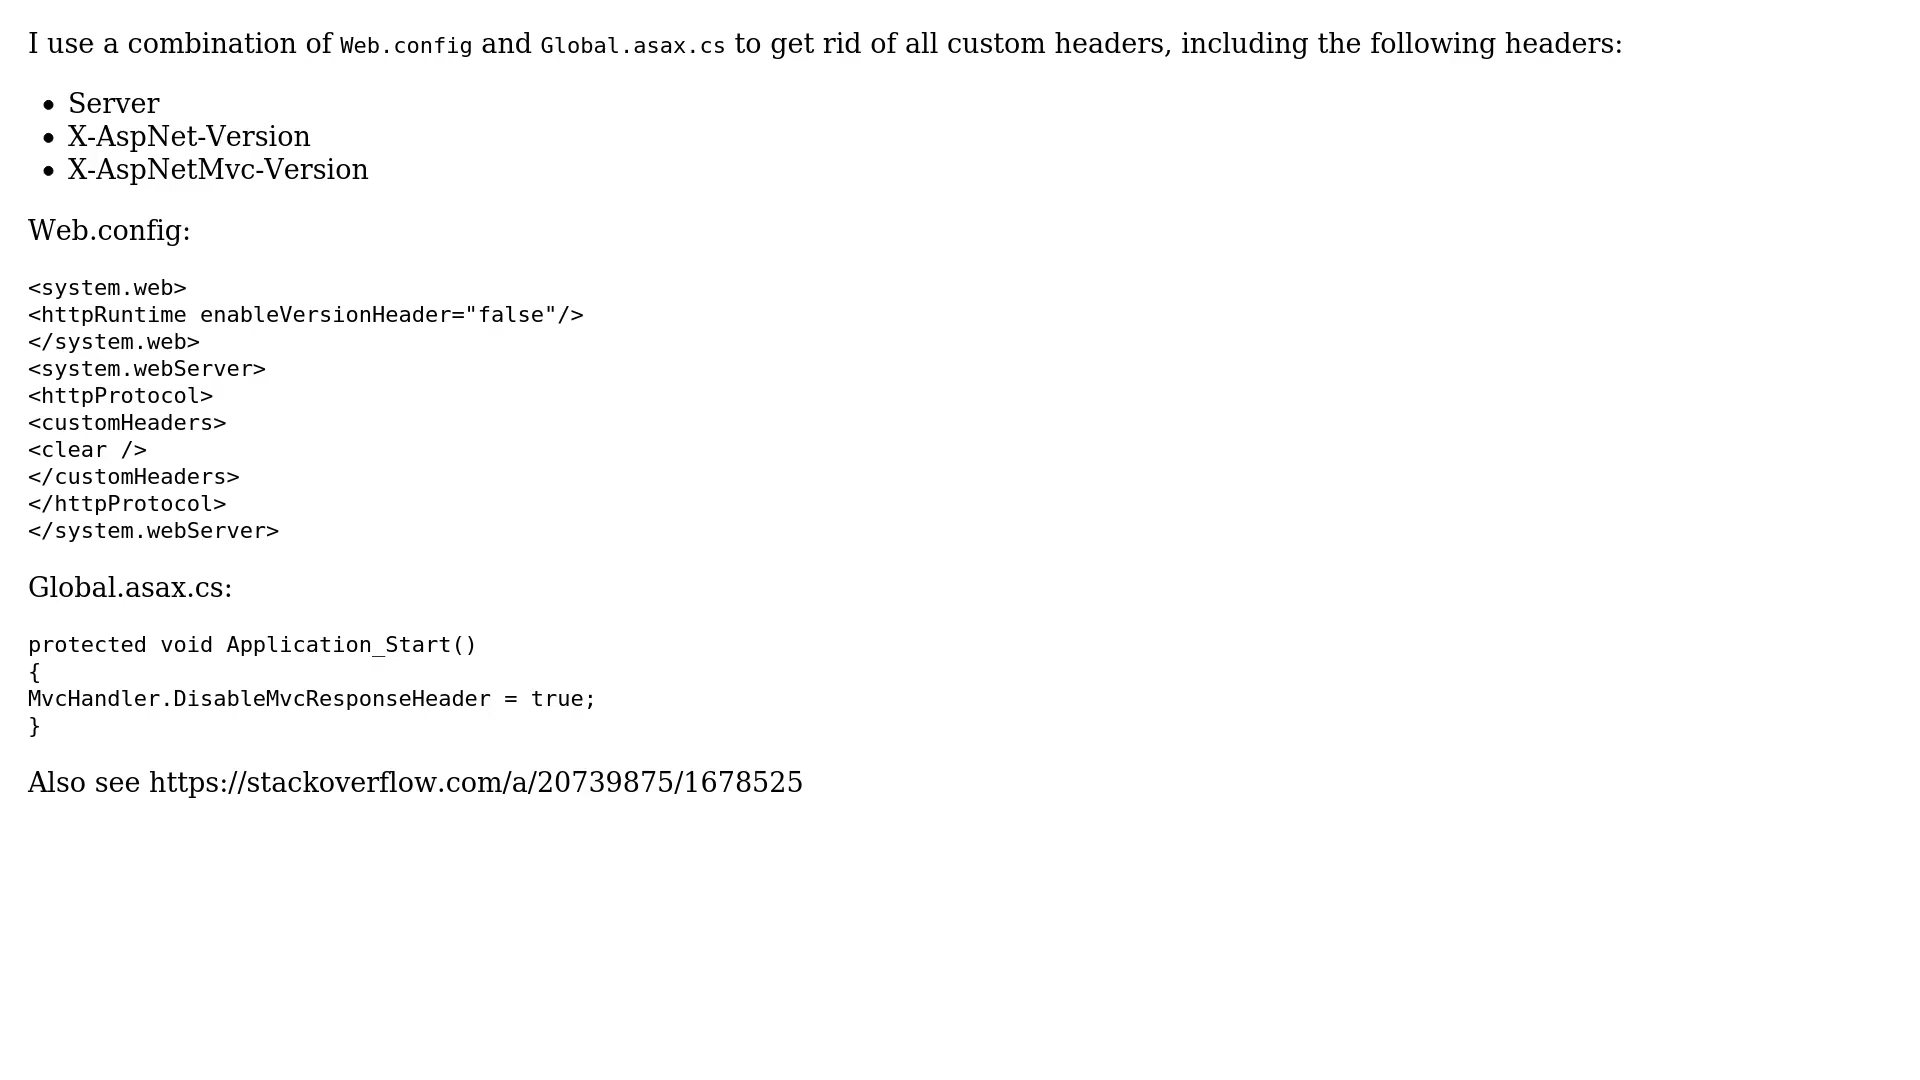 I use a combination of Web.config and Global.asax.cs to get rid of all custom headers, including the following headers:
• Server
• X-AspNet-Version
• X-AspNetMvc-Version
Web.config:
<system.web>
<httpRuntime enableVersionHeader="false"/>
</system.web>
<system.webServer>
<httpProtocol>
<customHeaders>
<clear />
</customHeaders>
</httpProtocol>
</system.webServer>
Global.asax.cs:
protected void Application_Start()
{
MvcHandler.DisableMvcResponseHeader = true;
}
Also see https://stackoverflow.com/a/20739875/1678525